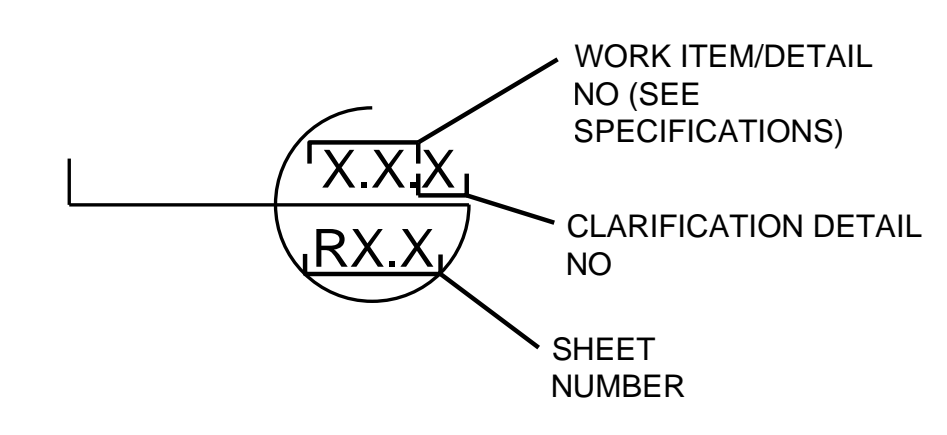 WORK ITEM/DETAIL
NO (SEE
SPECIFICATIONS)
X.X.X
CLARIFICATION DETAIL
NO
RX.X
SHEET
NUMBER